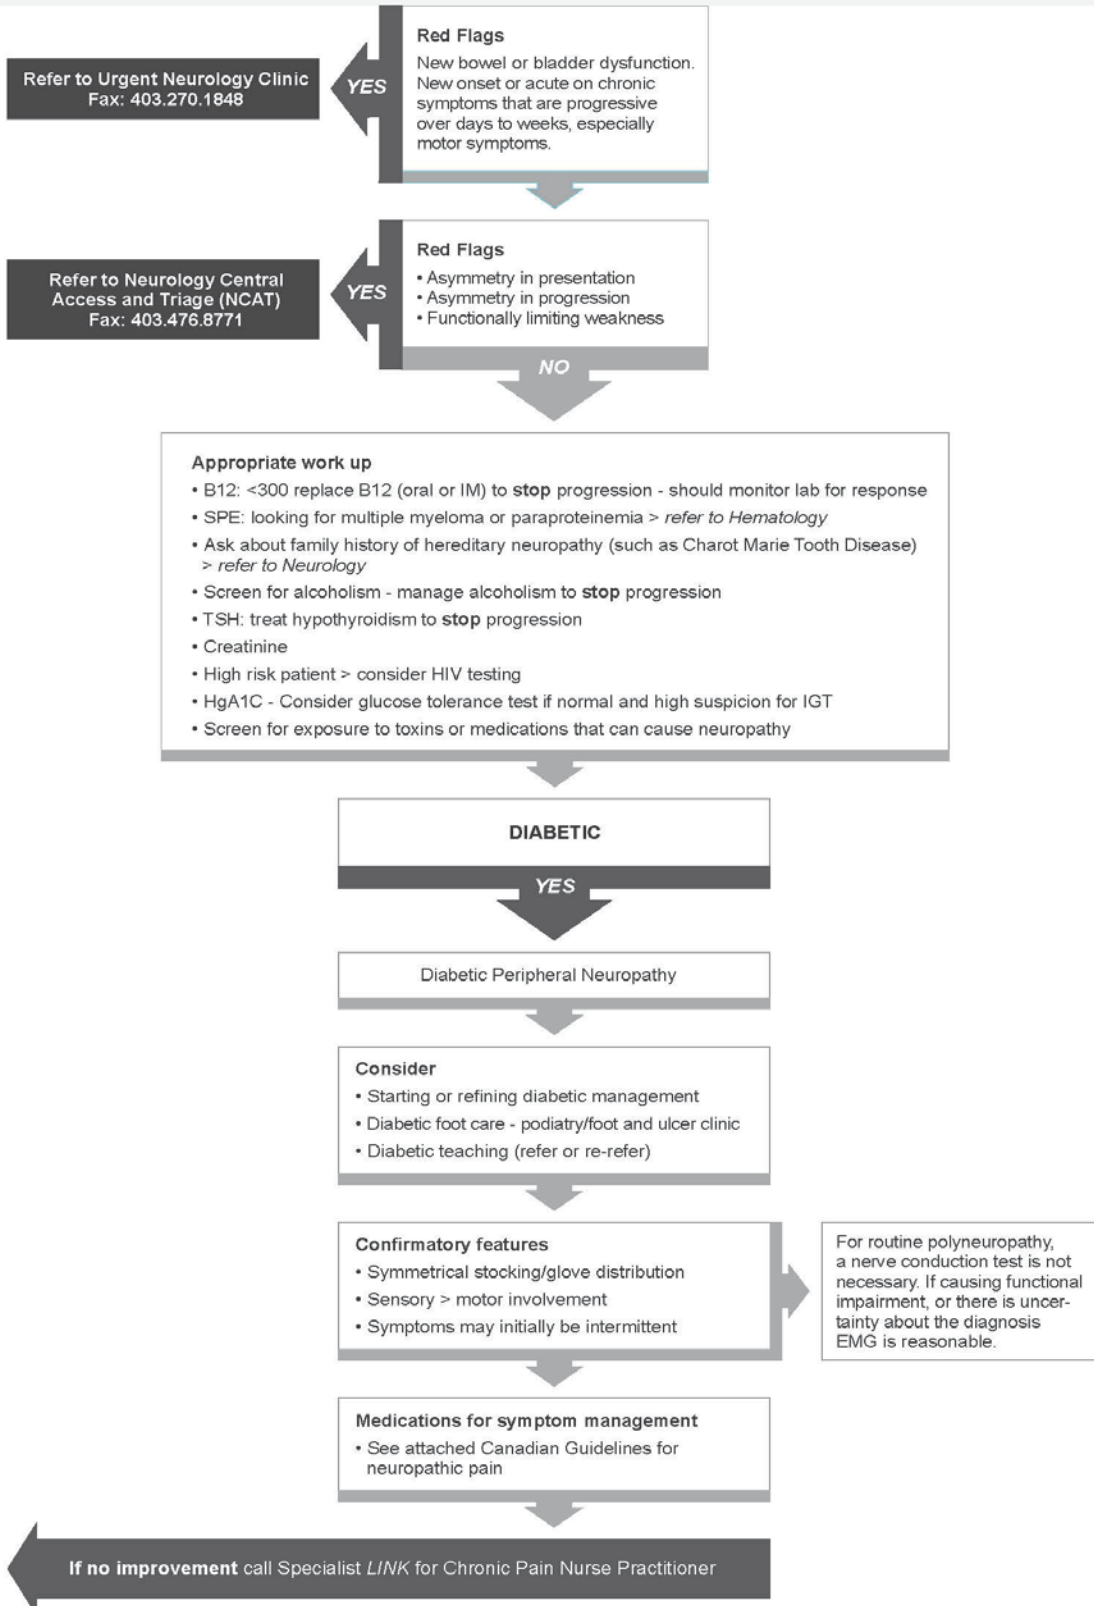 Red Flags
New bowel or bladder dysfunction.
New onset or acute on chronic
symptoms that are progressive
over days to weeks, especially
motor symptoms.
YES
Refer to Urgent Neurology Clinic
Fax: 403.270.1848
Red Flags
• Asymmetry in presentation
• Asymmetry in progression
• Functionally limiting weakness
YES
Refer to Neurology Central
Access and Triage (NCAT)
Fax: 403.476.8771
NO
Appropriate work up
• B12: <300 replace B12 (oral or IM) to stop progression - should monitor lab for response
• SPE: looking for multiple myeloma or paraproteinemia > refer to Hematology
• Ask about family history of hereditary neuropathy (such as Charot Marie Tooth Disease)
> refer to Neurology
• Screen for alcoholism - manage alcoholism to stop progression
• TSH: treat hypothyroidism to stop progression
• Creatinine
• High risk patient > consider HIV testing
• HgA1C - Consider glucose tolerance test if normal and high suspicion for IGT
• Screen for exposure to toxins or medications that can cause neuropathy
DIABETIC
YES
Diabetic Peripheral Neuropathy
Consider
• Starting or refining diabetic management
• Diabetic foot care - podiatry/foot and ulcer clinic
• Diabetic teaching (refer or re-refer)
Confirmatory features
• Symmetrical stocking/glove distribution
• Sensory > motor involvement
• Symptoms may initially be intermittent
For routine polyneuropathy,
a nerve conduction test is not
necessary. If causing functional
impairment, or there is uncer-
tainty about the diagnosis
EMG is reasonable.
Medications for symptom management
• See attached Canadian Guidelines for
neuropathic pain
If no improvement call Specialist LINK for Chronic Pain Nurse Practitioner